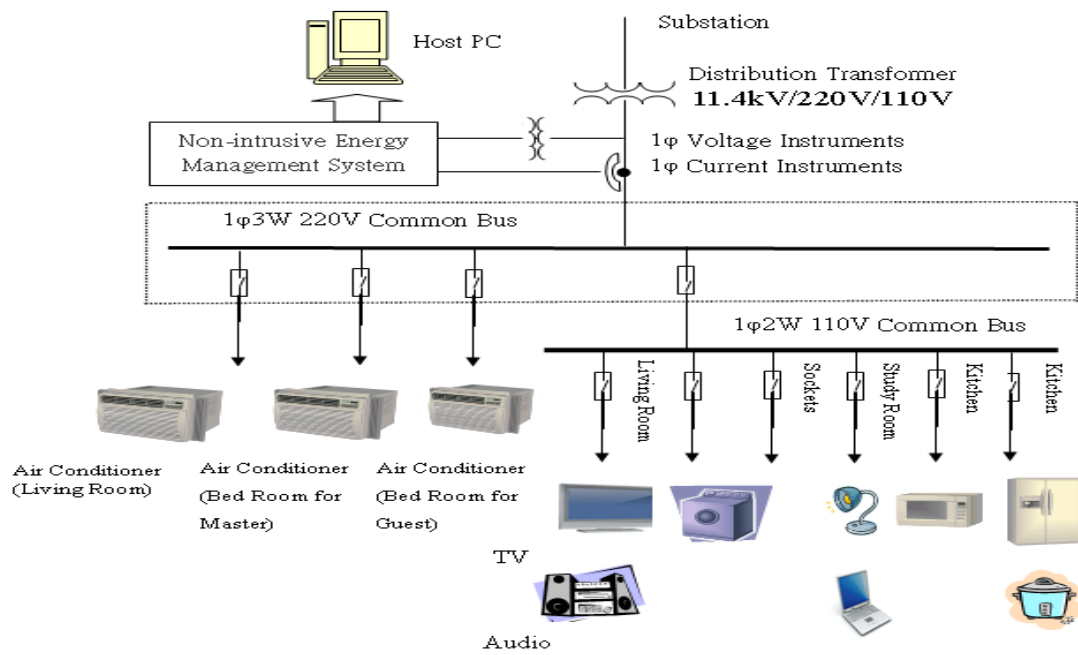 Substation
Host PC
Distribution Transformer
11.4kV/220V/110V
Non-intrusive Energy
Management System
1φ Voltage Instruments
1φ Current Instruments
1φ3W 220V Common Bus
1φ2W 110V Common Bus
Living Room
Sockets
Study Room
Kitchen
Kitchen
Air Conditioner
(Living Room)
Air Conditioner
(Bed Room for
Master)
Air Conditioner
(Bed Room for
Guest)
TV
Audio